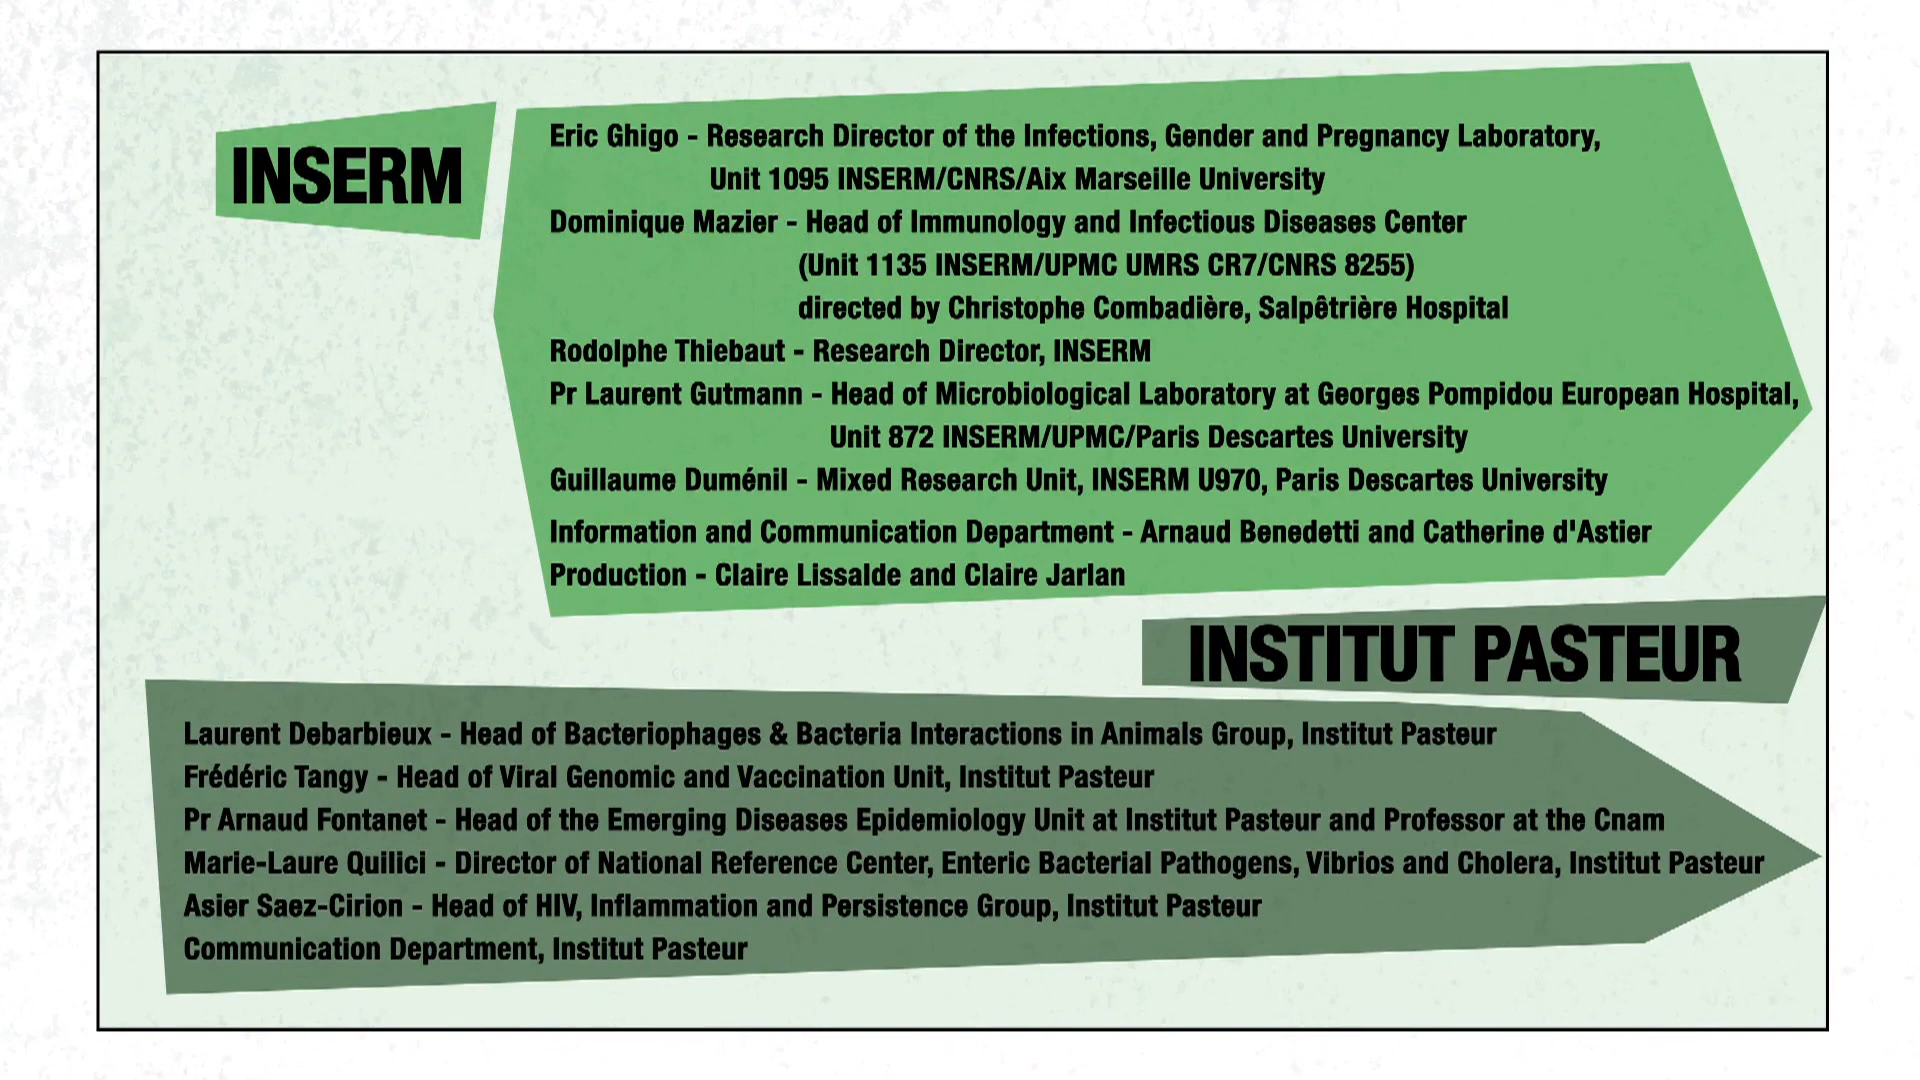 INSERM
Eric Ghigo - Research Director of the Infections, Gender and Pregnancy Laboratory,
Unit 1095 INSERM/CNRS/Aix Marseille University
Dominique Mazier - Head of Immunology and Infectious Diseases Center
(Unit 1135 INSERM/UPMC UMRS CR7/CNRS 8255)
directed by Christophe Combadière, Salpêtrière Hospital
Rodolphe Thiebaut - Research Director, INSERM
Pr Laurent Gutmann - Head of Microbiological Laboratory at Georges Pompidou European Hospital,
Unit 872 INSERM/UPMC/Paris Descartes University
Guillaume Duménil - Mixed Research Unit, INSERM U970, Paris Descartes University
Information and Communication Department - Arnaud Benedetti and Catherine d'Astier
Production - Claire Lissalde and Claire Jarlan
INSTITUT PASTEUR
Laurent Debarbieux - Head of Bacteriophages & Bacteria Interactions in Animals Group, Institut Pasteur
Frédéric Tangy - Head of Viral Genomic and Vaccination Unit, Institut Pasteur
Pr Arnaud Fontanet - Head of the Emerging Diseases Epidemiology Unit at Institut Pasteur and Professor at the Cnam
Marie-Laure Quilici - Director of National Reference Center, Enteric Bacterial Pathogens, Vibrios and Cholera, Institut Pasteur
Asier Saez-Cirion - Head of HIV, Inflammation and Persistence Group, Institut Pasteur
Communication Department, Institut Pasteur